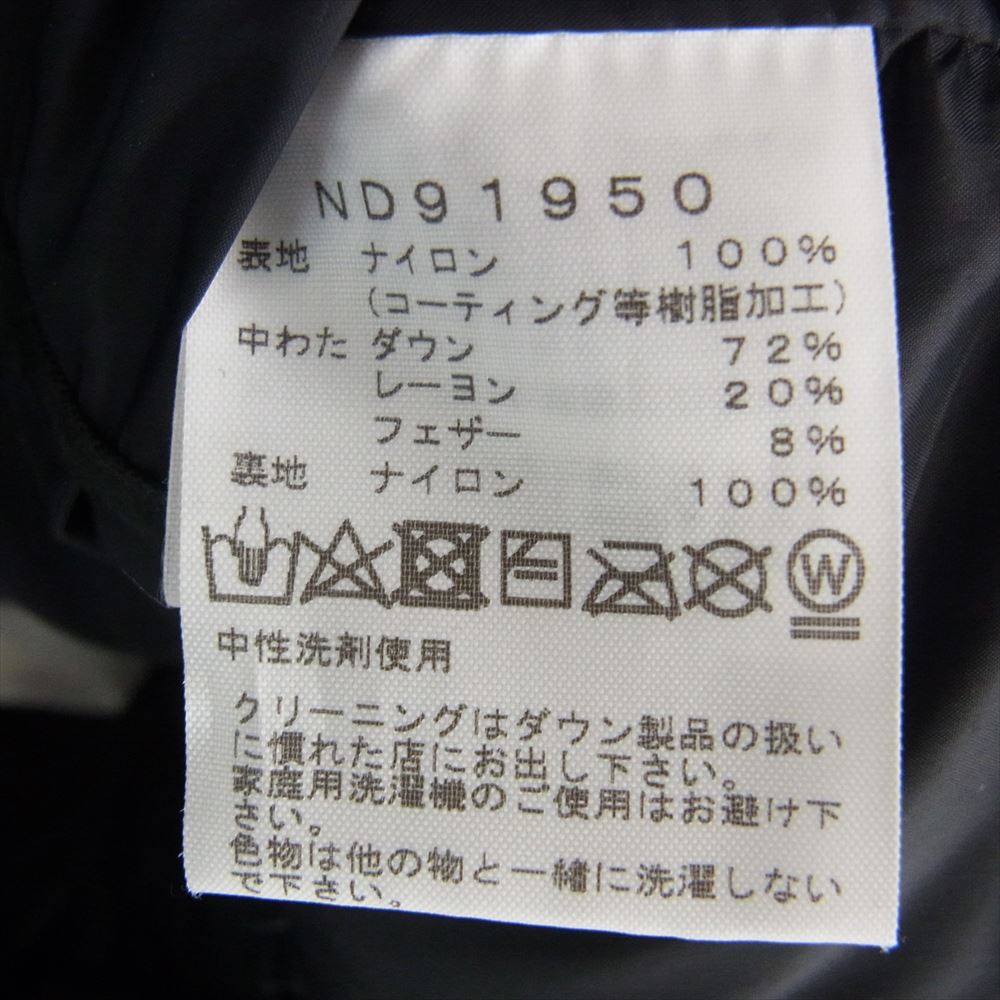 ND91950
表地 ナイロン 100%
(コーティング等樹脂加工)
中わた ダウン 72%
レーヨン 20%
フェザー 8%
裏地 ナイロン 100%
W
中性洗剤使用
クリーニングはダウン製品の扱い
に慣れた店にお出し下さい。
家庭用洗濯機のご使用はお避け下
さい。
色物は他の物と一緒に洗濯しない
で下さい。